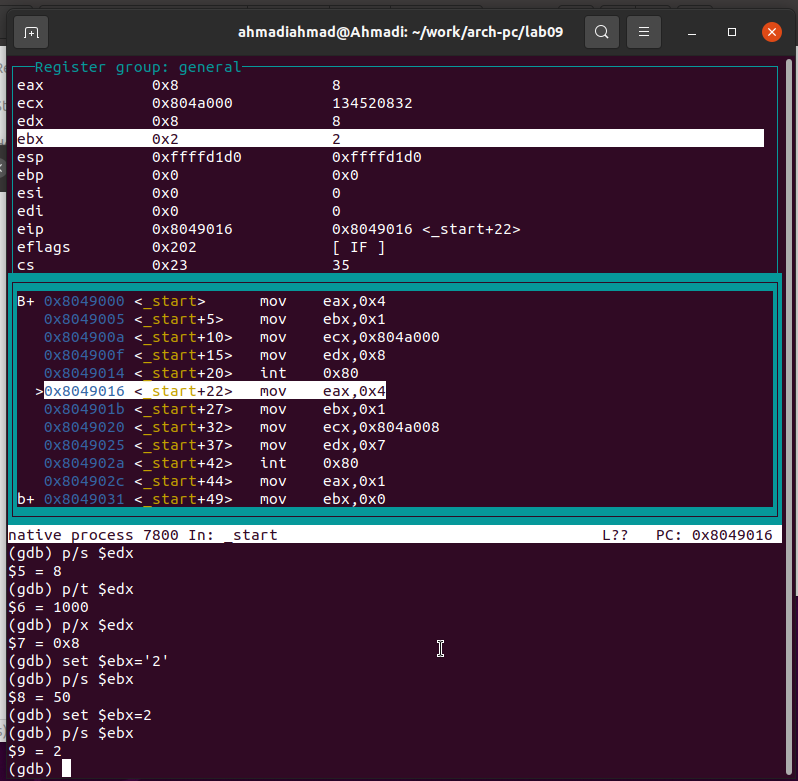 ahmadiahmad@Ahmadi: ~/work/arch-pc/lab09
Register group: general
eax 0x8 8
ecx 0x804a000 134520832
edx 0x8 8
ebx 0x2 2
esp 0xffffd1d0 0xffffd1d0
ebp 0x0 0x0
esi 0x0 0
edi 0x0 0
eip 0x8049016 0x8049016 <_start+22>
eflags 0x202 [ IF ]
cs 0x23 35
B+ 0x8049000 <_start> mov eax,0x4
0x8049005 <_start+5> mov ebx,0x1
0x804900a <_start+10> mov ecx,0x804a000
0x804900f <_start+15> mov edx,0x8
0x8049014 <_start+20> int 0x80
>0x8049016 <_start+22> mov eax,0x4
0x804901b <_start+27> mov ebx,0x1
0x8049020 <_start+32> mov ecx,0x804a008
0x8049025 <_start+37> mov edx,0x7
0x804902a <_start+42> int 0x80
0x804902c <_start+44> mov eax,0x1
b+ 0x8049031 <_start+49> mov ebx,0x0
native process 7800 In: _start L?? PC: 0x8049016
(gdb) p/s $edx
$5 = 8
(gdb) p/t $edx
$6 = 1000
(gdb) p/x $edx
$7 = 0x8
(gdb) set $ebx='2'
(gdb) p/s $ebx
$8 = 50
(gdb) set $ebx=2
(gdb) p/s $ebx
$9 = 2
(gdb)